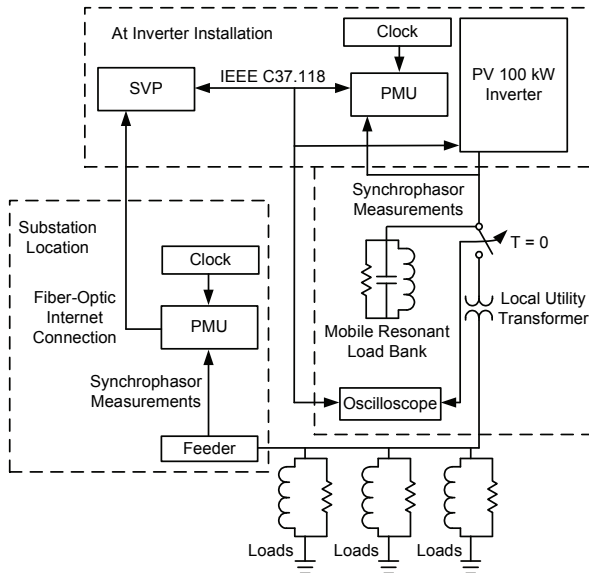 At Inverter Installation
Clock
SVP
IEEE C37.118
PMU
PV 100 kW
Inverter
Synchrophasor
Measurements
Substation
Location
Clock
T = 0
Fiber-Optic
Internet
Connection
PMU
Mobile Resonant
Load Bank
Local Utility
Transformer
Synchrophasor
Measurements
Oscilloscope
Feeder
Loads
Loads
Loads